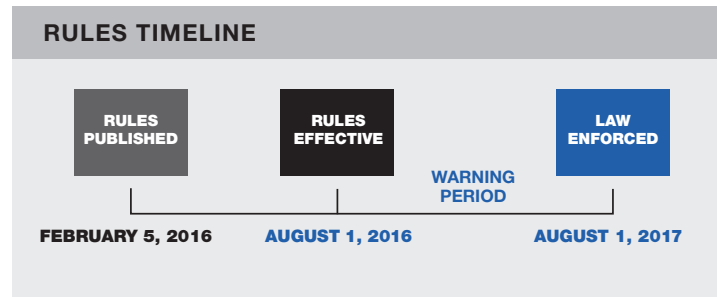 RULES TIMELINE
RULES
PUBLISHED
RULES
EFFECTIVE
LAW
ENFORCED
WARNING
PERIOD
FEBRUARY 5, 2016
AUGUST 1, 2016
AUGUST 1, 2017